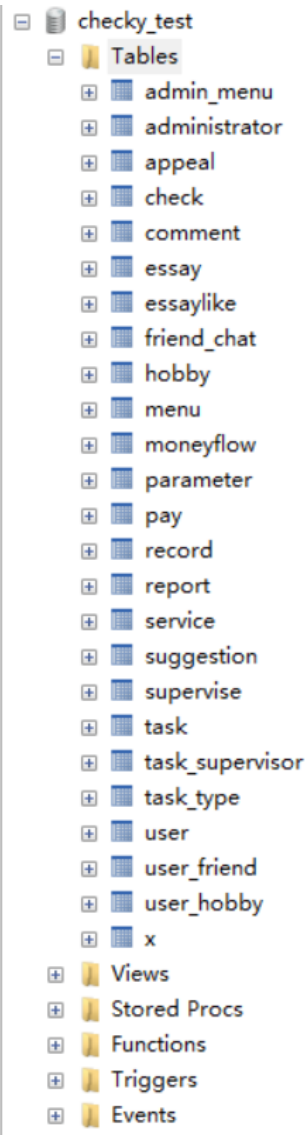 checky_test
Tables
admin_menu
administrator
appeal
check
comment
essay
essaylike
friend_chat
hobby
menu
moneyflow
parameter
pay
record
report
service
suggestion
supervise
task
task_supervisor
task_type
user
user_friend
user_hobby
x
Views
Stored Procs
Functions
Triggers
Events